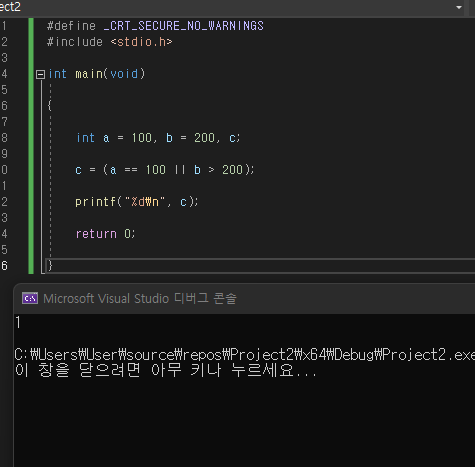 ect2
1 #define _CRT_SECURE_NO_WARNINGS
2 #include <stdio.h>
3
4 int main(void)
5
6 {
7
8 int a = 100, b = 200, c;
9
0 c = (a == 100 || b > 200);
1
2 printf("%d₩n", c);
3
4 return 0;
5
6 }
C:\ Microsoft Visual Studio 디버그 콘솔
1
C:₩Users₩User₩source₩repos₩Project2₩x64₩Debug₩Project2.exe
이 창을 닫으려면 아무 키나 누르세요...